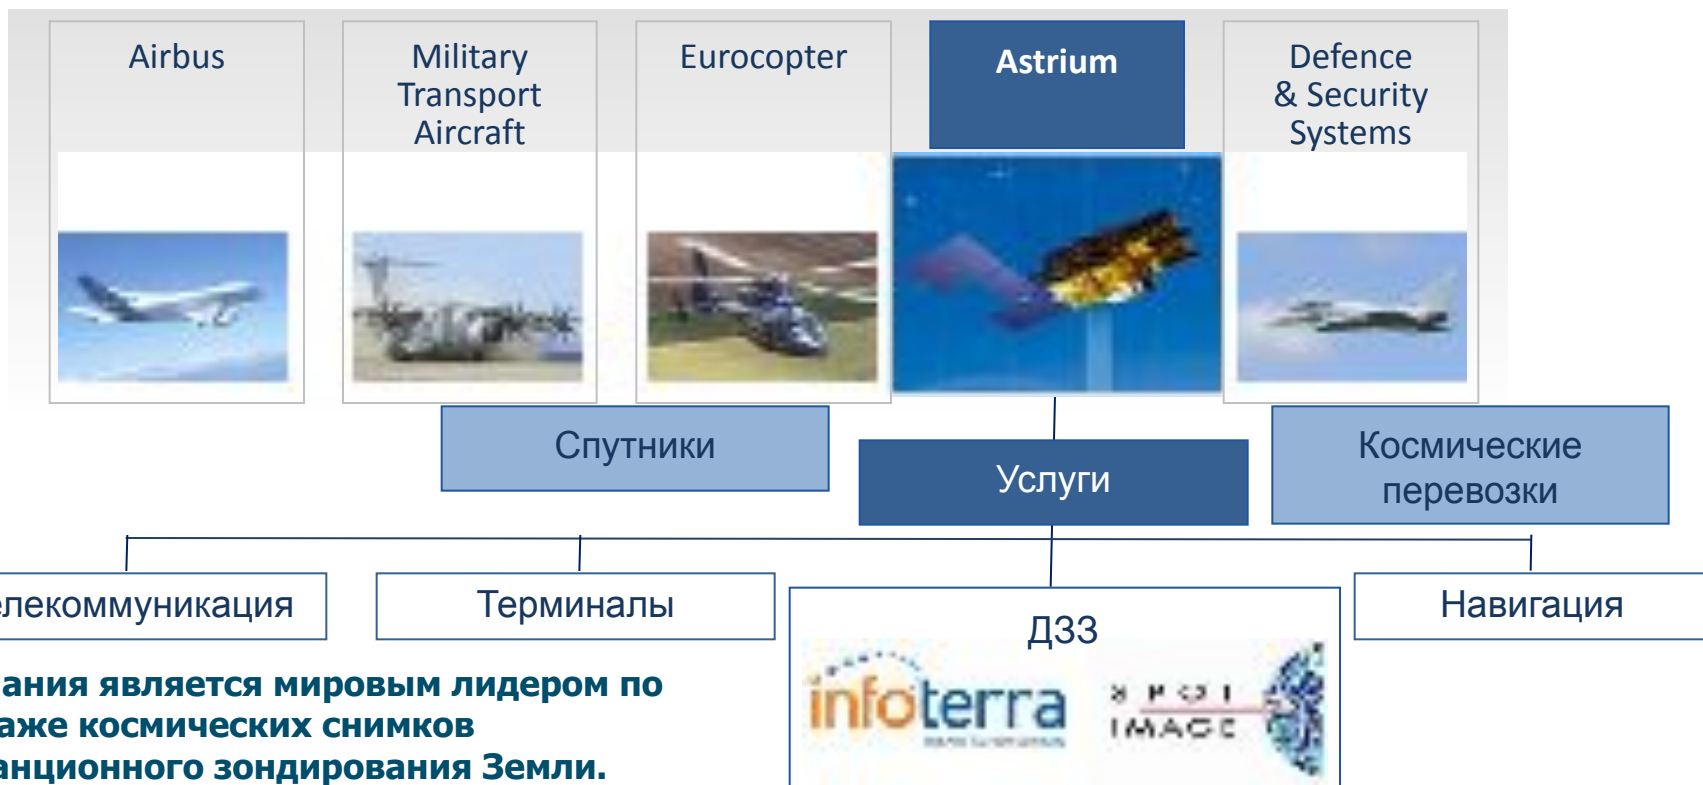 Airbus
Military
Transport
Aircraft
Eurocopter
Astrium
Defence
& Security
Systems
Спутники
Услуги
Космические
перевозки
елекоммуникация
Терминалы
ДЗЗ
Навигация
infoterra
SPOT
IMAGE
ания является мировым лидером по
аже космических снимков
анционного зондирования Земли.